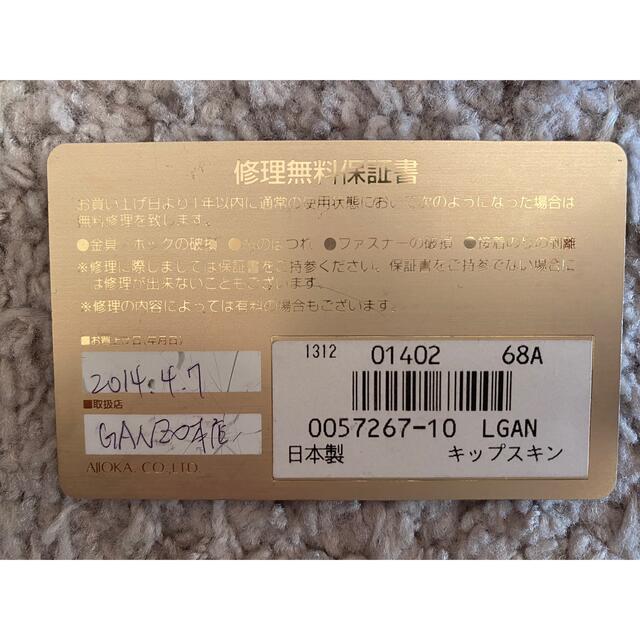 修理無料保証書
お買い上げ日より1年以内に通常の使用状態において次のようになった場合は
無料修理を致します。
●金具・ホックの破損 ●糸のほつれ ●ファスナーの破損 ●接着のりの剥離
※修理に際しましては保証書をご持参ください。保証書をご持参でない場合に
は修理が出来ないこともございます。
※修理の内容によっては有料の場合もございます。
■お買上げ日(年月日)
2014.4.7
■取扱店
GANZO本店
AJIOKA. CO.,LTD.
1312 01402 68A
0057267-10 LGAN
日本製 キップスキン